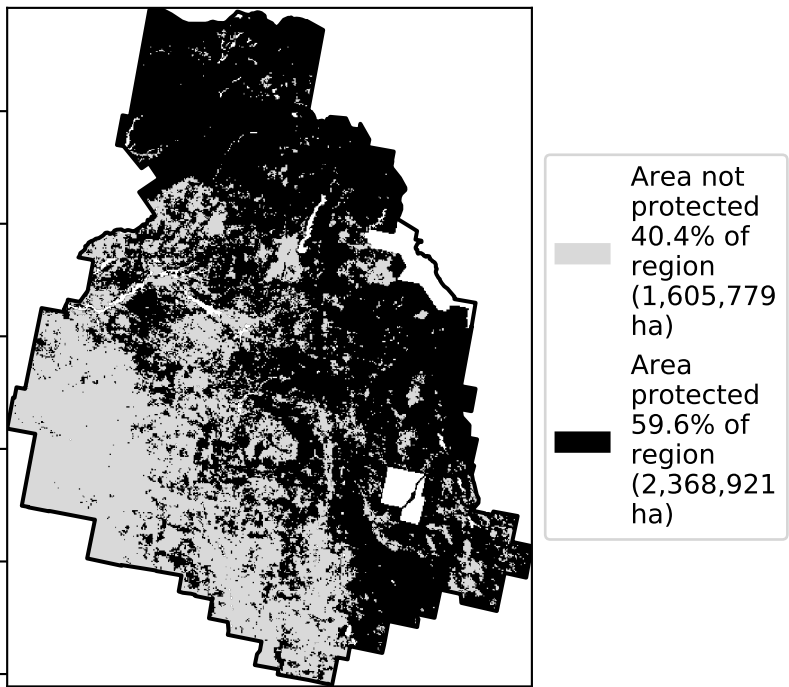 Area not
protected
40.4% of
region
(1,605,779
ha)
Area
protected
59.6% of
region
(2,368,921
ha)